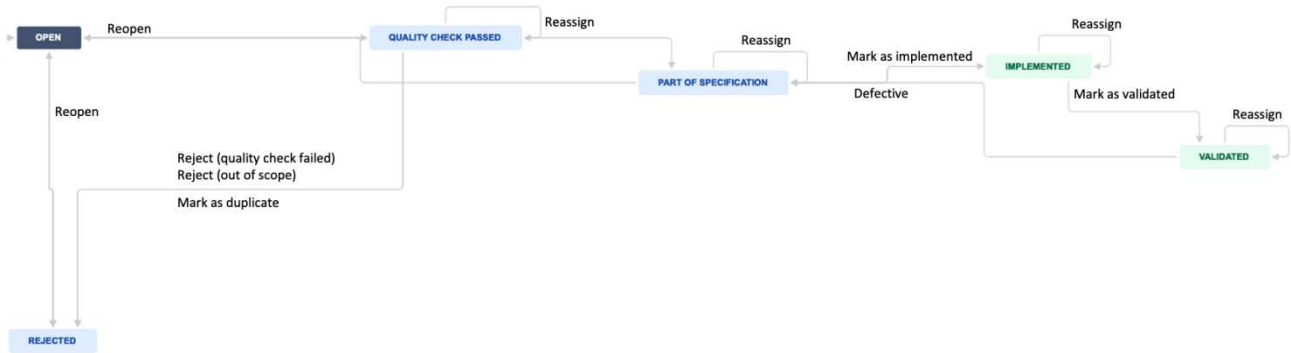 OPEN
Reopen
QUALITY CHECK PASSED
Reassign
Reassign
PART OF SPECIFICATION
Mark as implemented
Defective
Reassign
IMPLEMENTED
Mark as validated
Reassign
VALIDATED
Reopen
Reject (quality check failed)
Reject (out of scope)
Mark as duplicate
REJECTED